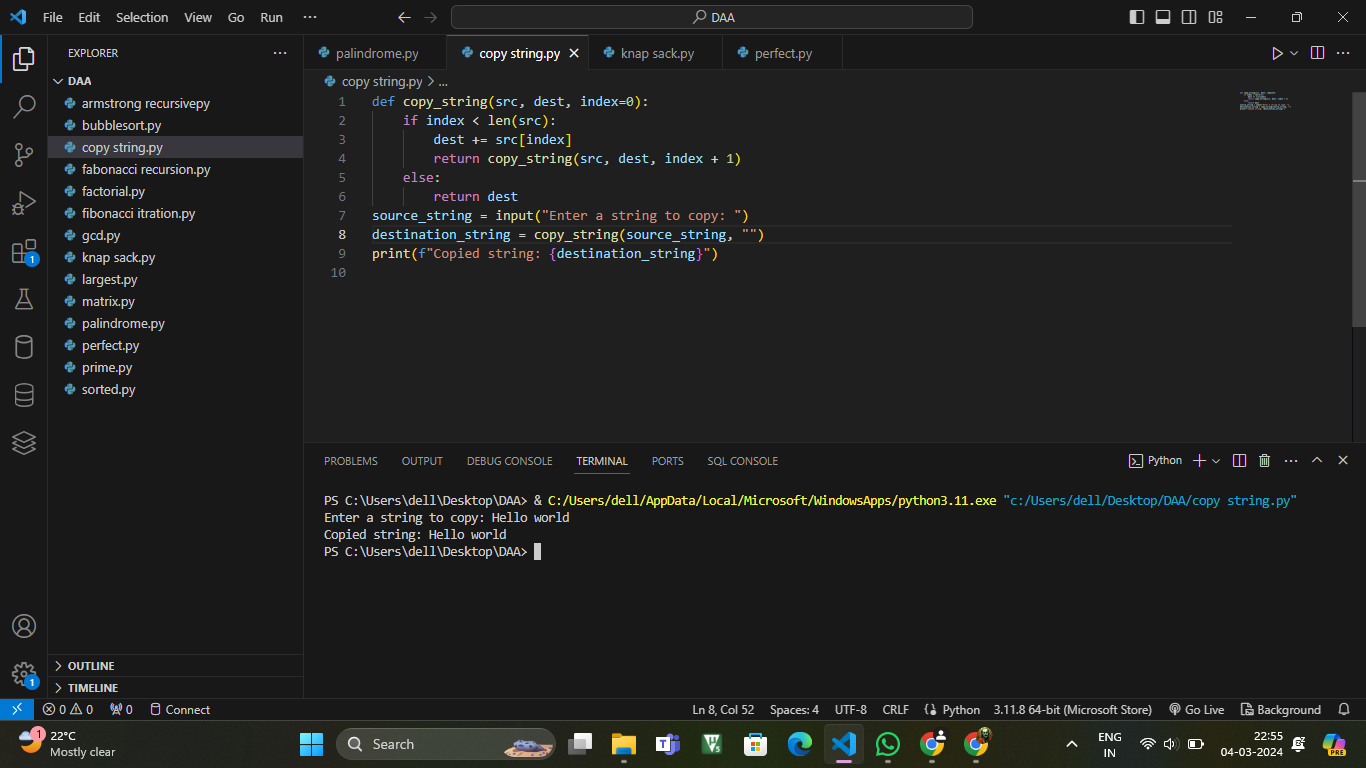 File Edit Selection View Go Run ··· DAA
EXPLORER ···
DAA
armstrong recursivepy
bubblesort.py
copy string.py
fabonacci recursion.py
factorial.py
fibonacci itration.py
gcd.py
knap sack.py
largest.py
matrix.py
palindrome.py
perfect.py
prime.py
sorted.py
OUTLINE
TIMELINE
1
1
palindrome.py copy string.py knap sack.py perfect.py
copy string.py > ...
1 def copy_string(src, dest, index=0):
2 if index < len(src):
3 dest += src[index]
4 return copy_string(src, dest, index + 1)
5 else:
6 return dest
7 source_string = input("Enter a string to copy: ")
8 destination_string = copy_string(source_string, "")
9 print(f"Copied string: {destination_string}")
10
PROBLEMS OUTPUT DEBUG CONSOLE TERMINAL PORTS SQL CONSOLE Python
PS C:\Users\dell\Desktop\DAA> & C:/Users/dell/AppData/Local/Microsoft/WindowsApps/python3.11.exe "c:/Users/dell/Desktop/DAA/copy string.py"
Enter a string to copy: Hello world
Copied string: Hello world
PS C:\Users\dell\Desktop\DAA>
0 0 0 Connect Ln 8, Col 52 Spaces: 4 UTF-8 CRLF Python 3.11.8 64-bit (Microsoft Store) Go Live Background
1 22°C
Mostly clear
Search
ENG
IN
22:55
04-03-2024
PRE